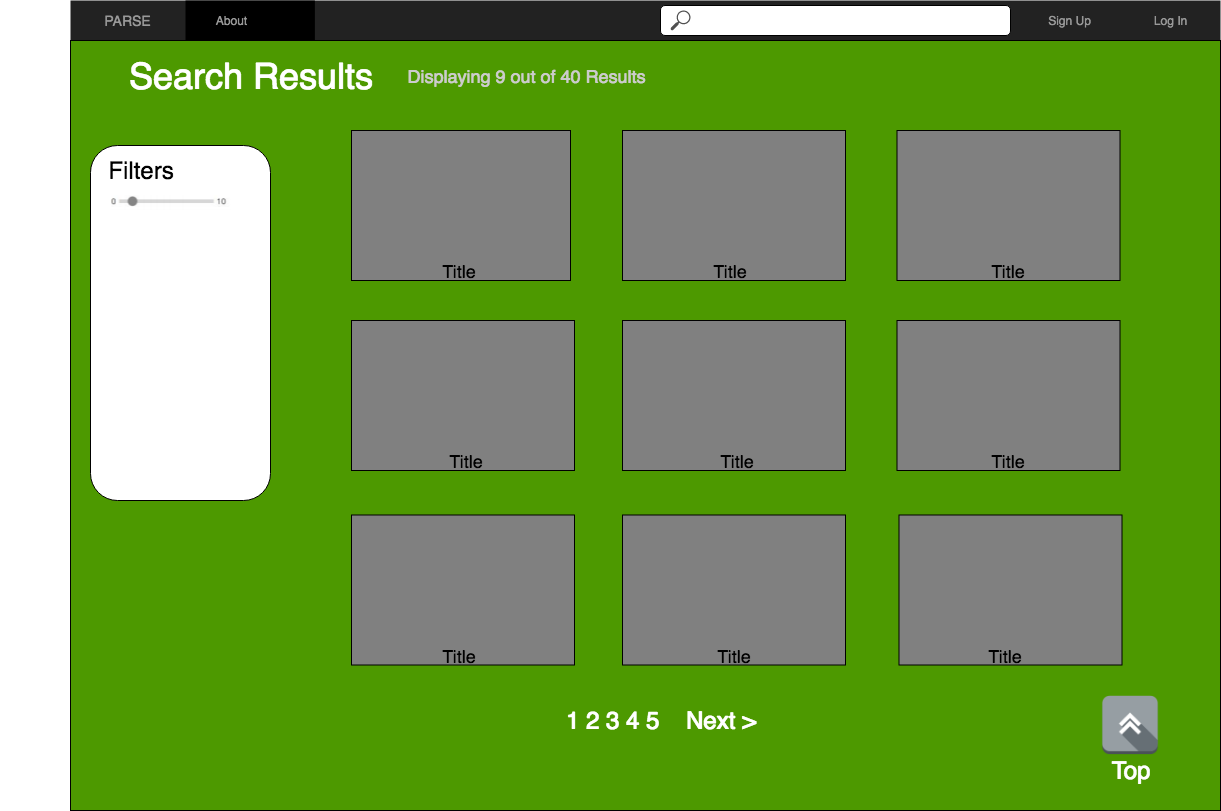 PARSE About Sign Up Log In
Search Results Displaying 9 out of 40 Results
Filters
0 10
Title Title Title
Title Title Title
Title Title Title
1 2 3 4 5 Next >
Top